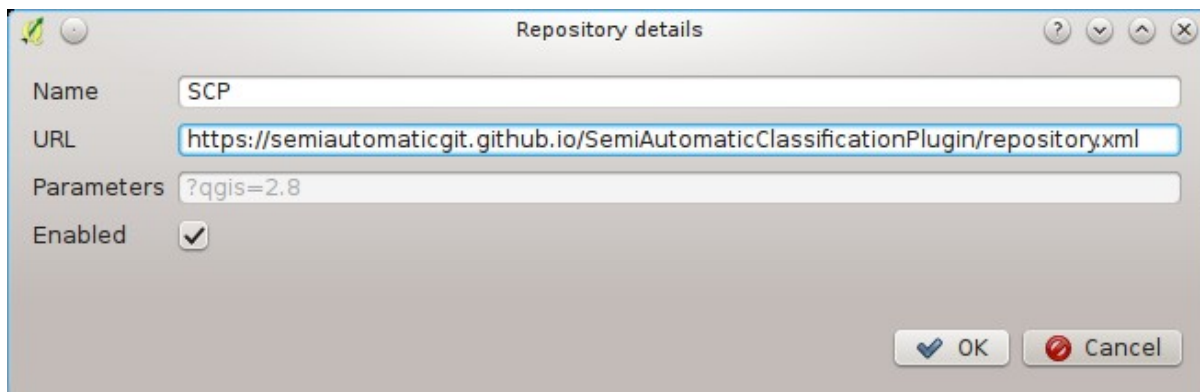 Repository details
Name SCP
URL https://semiautomaticgit.github.io/SemiAutomaticClassificationPlugin/repository.xml
Parameters ?qgis=2.8
Enabled
OK Cancel